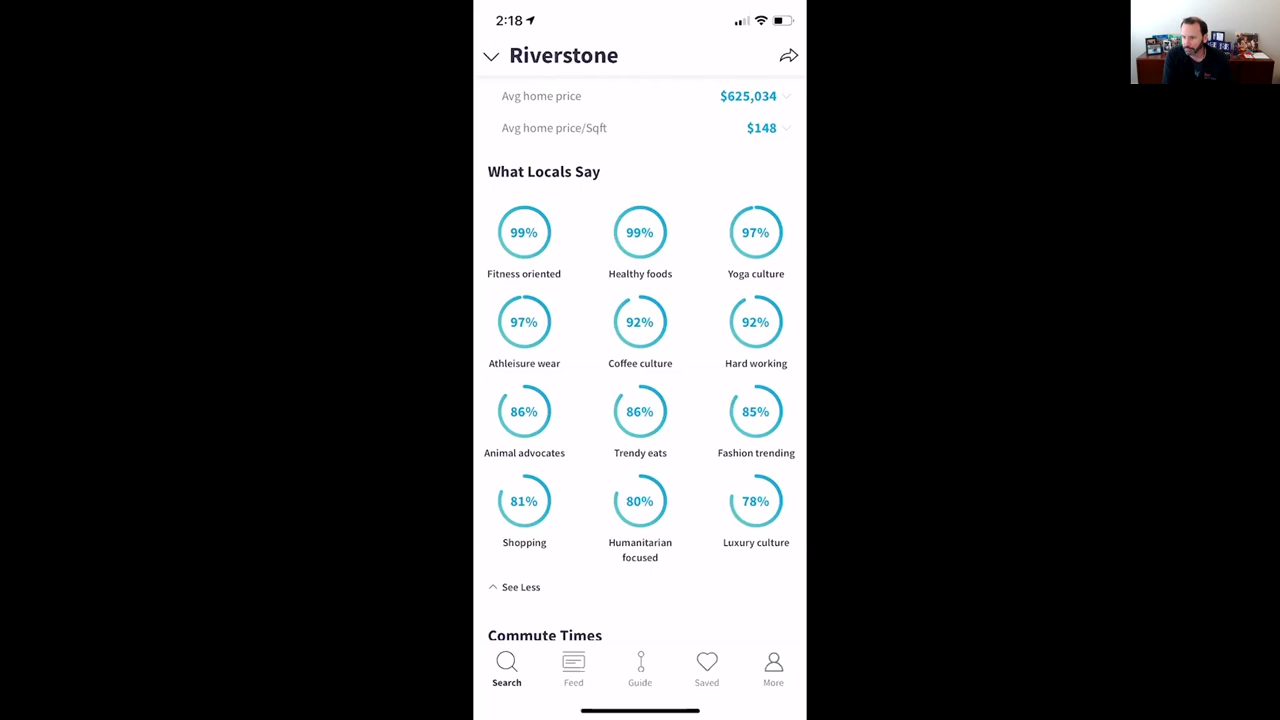 2:18
Riverstone
Avg home price $625,034
Avg home price/Sqft $148
What Locals Say
99% 99% 97%
Fitness oriented Healthy foods Yoga culture
97% 92% 92%
Athleisure wear Coffee culture Hard working
86% 86% 85%
Animal advocates Trendy eats Fashion trending
81% 80% 78%
Shopping Humanitarian focused Luxury culture
See Less
Commute Times
Search Feed Guide Saved More